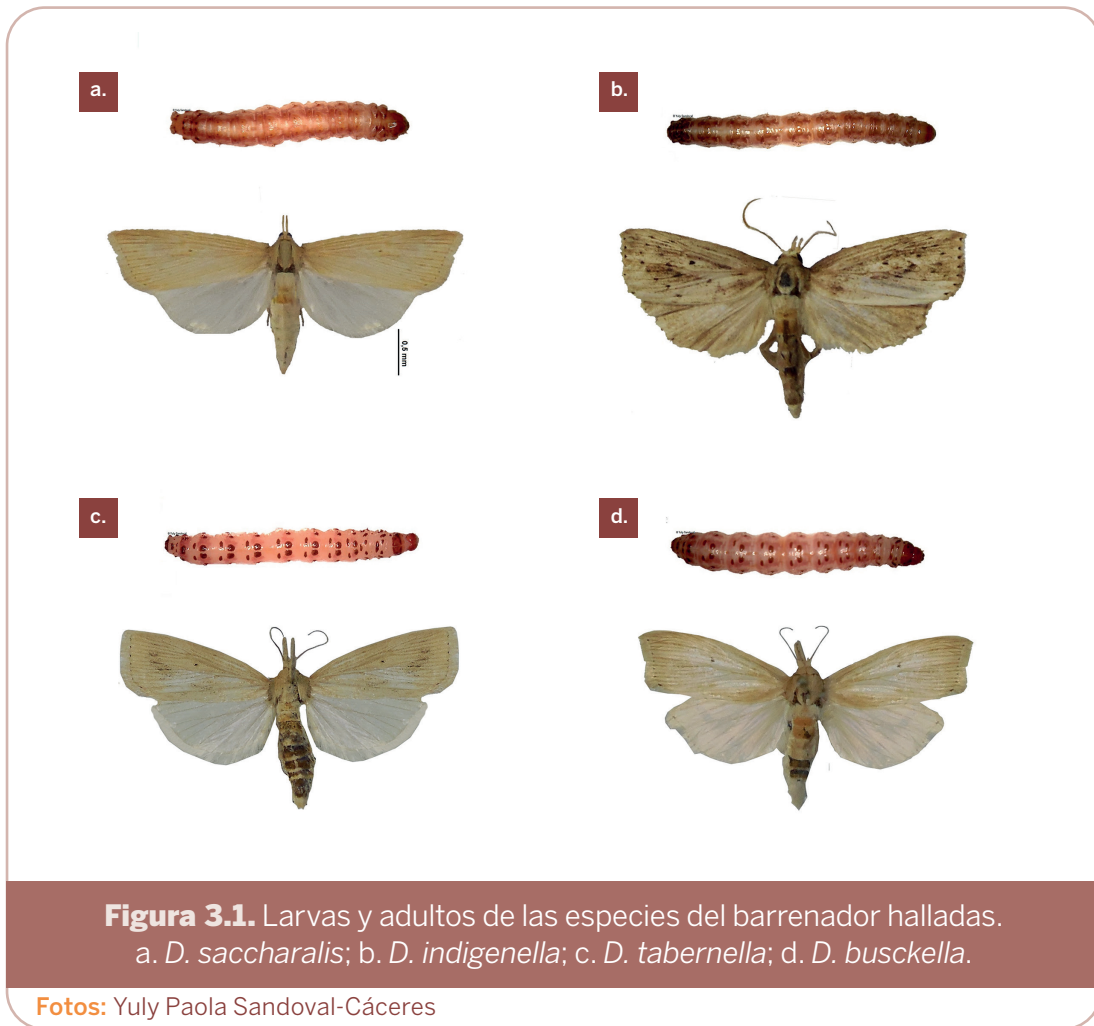 a.
b.
0,5 mm
c.
d.
Figura 3.1. Larvas y adultos de las especies del barrenador halladas.
a. D. saccharalis; b. D. indigenella; c. D. tabernella; d. D. busckella.
Fotos: Yuly Paola Sandoval-Cáceres